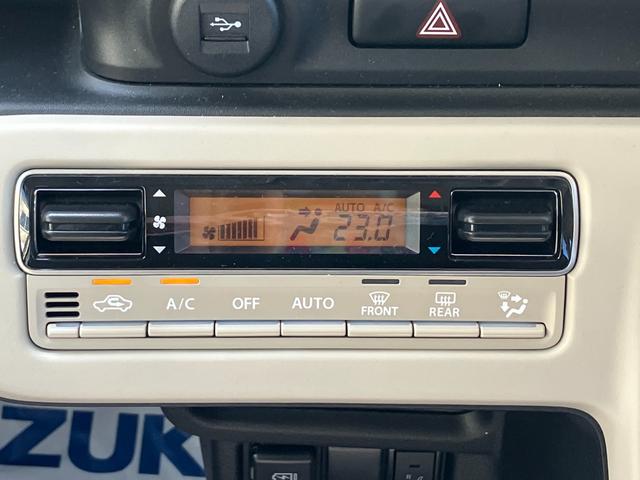 AUTO A/C
23.0
A/C OFF AUTO FRONT REAR
ZUK